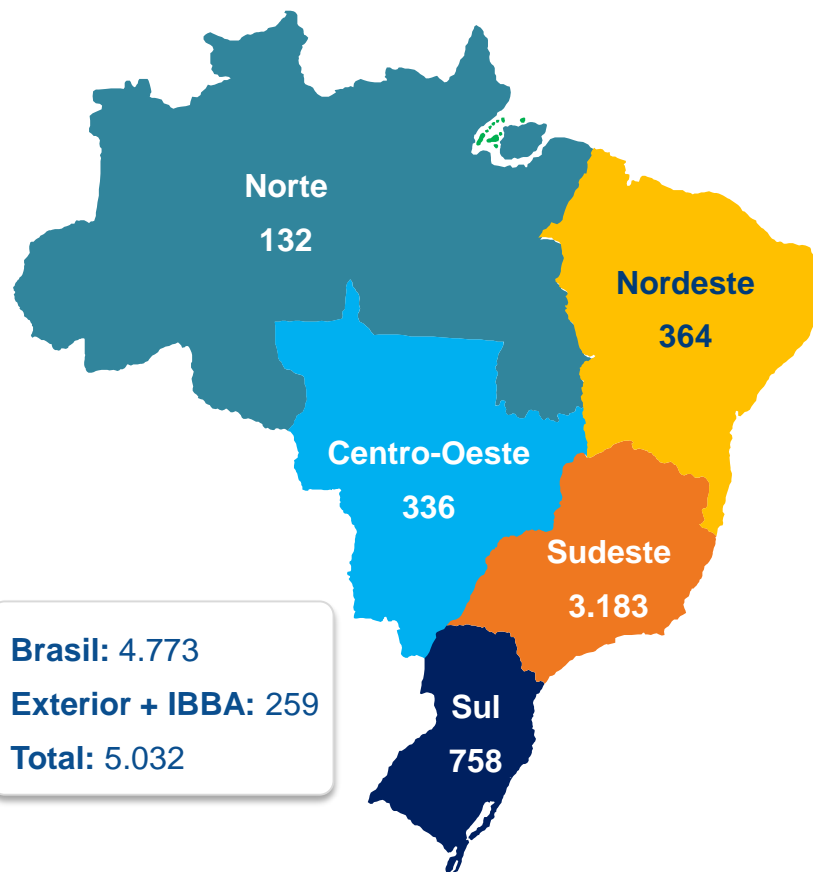 Norte
132
Nordeste
364
Centro-Oeste
336
Sudeste
3.183
Brasil: 4.773
Exterior + IBBA: 259
Total: 5.032
Sul
758